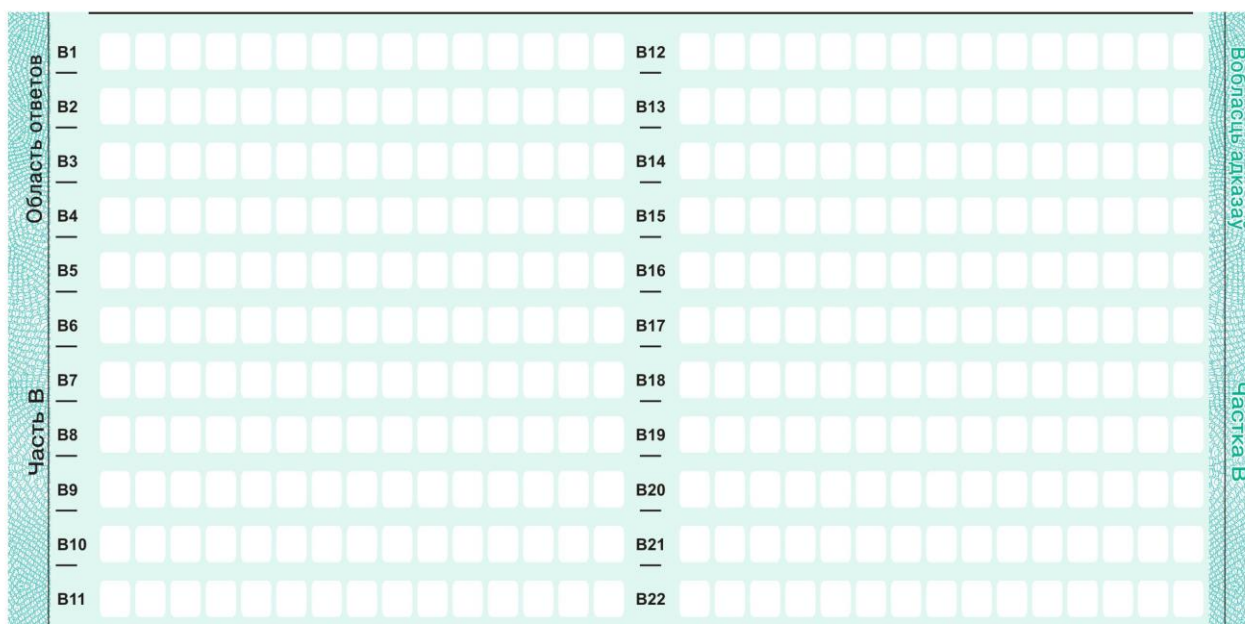 Область ответов
Часть В
B1
B2
B3
B4
B5
B6
B7
B8
B9
B10
B11
B12
B13
B14
B15
B16
B17
B18
B19
B20
B21
B22
Вобласць адказаў
Частка В